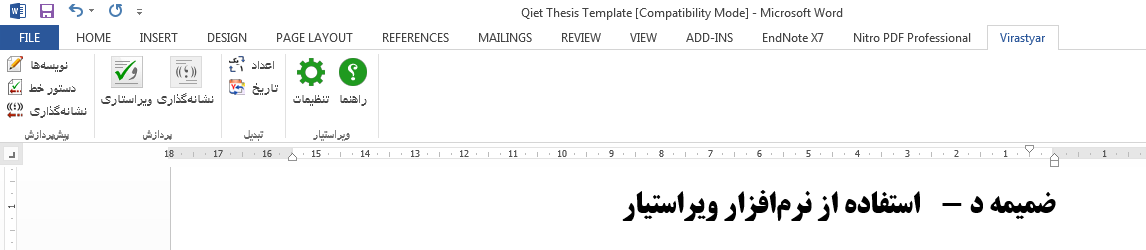 Qiet Thesis Template [Compatibility Mode] - Microsoft Word
FILE HOME INSERT DESIGN PAGE LAYOUT REFERENCES MAILINGS REVIEW VIEW ADD-INS EndNote X7 Nitro PDF Professional Virastyar
نویسه‌ها
دستور خط
نشانه‌گذاری
پیش‌پردازش
ویراستاری
نشانه‌گذاری
پردازش
اعداد
تاریخ
تبدیل
تنظیمات
راهنما
ویراستیار
18 17 16 15 14 13 12 11 10 9 8 7 6 5 4 3 2 1 1
1
ضمیمه د – استفاده از نرم‌افزار ویراستیار